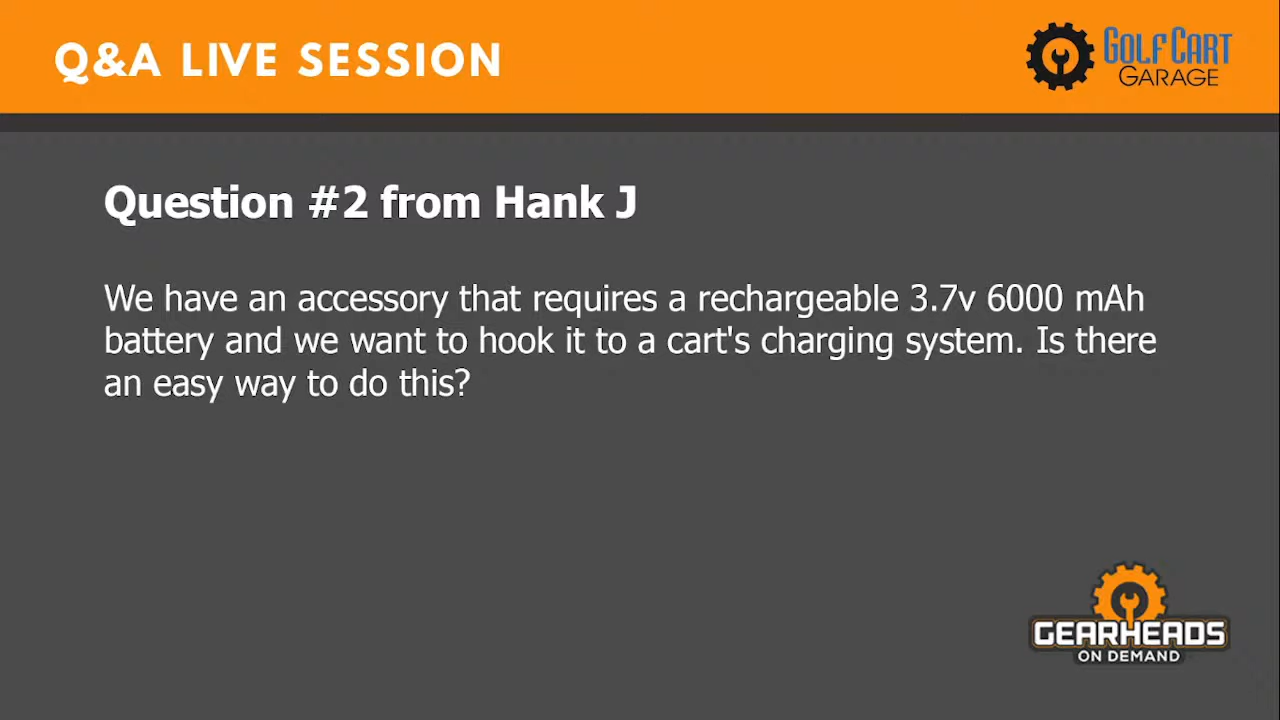 Q&A LIVE SESSION
GOLF CART
GARAGE
Question #2 from Hank J
We have an accessory that requires a rechargeable 3.7v 6000 mAh
battery and we want to hook it to a cart's charging system. Is there
an easy way to do this?
GEARHEADS
ON DEMAND